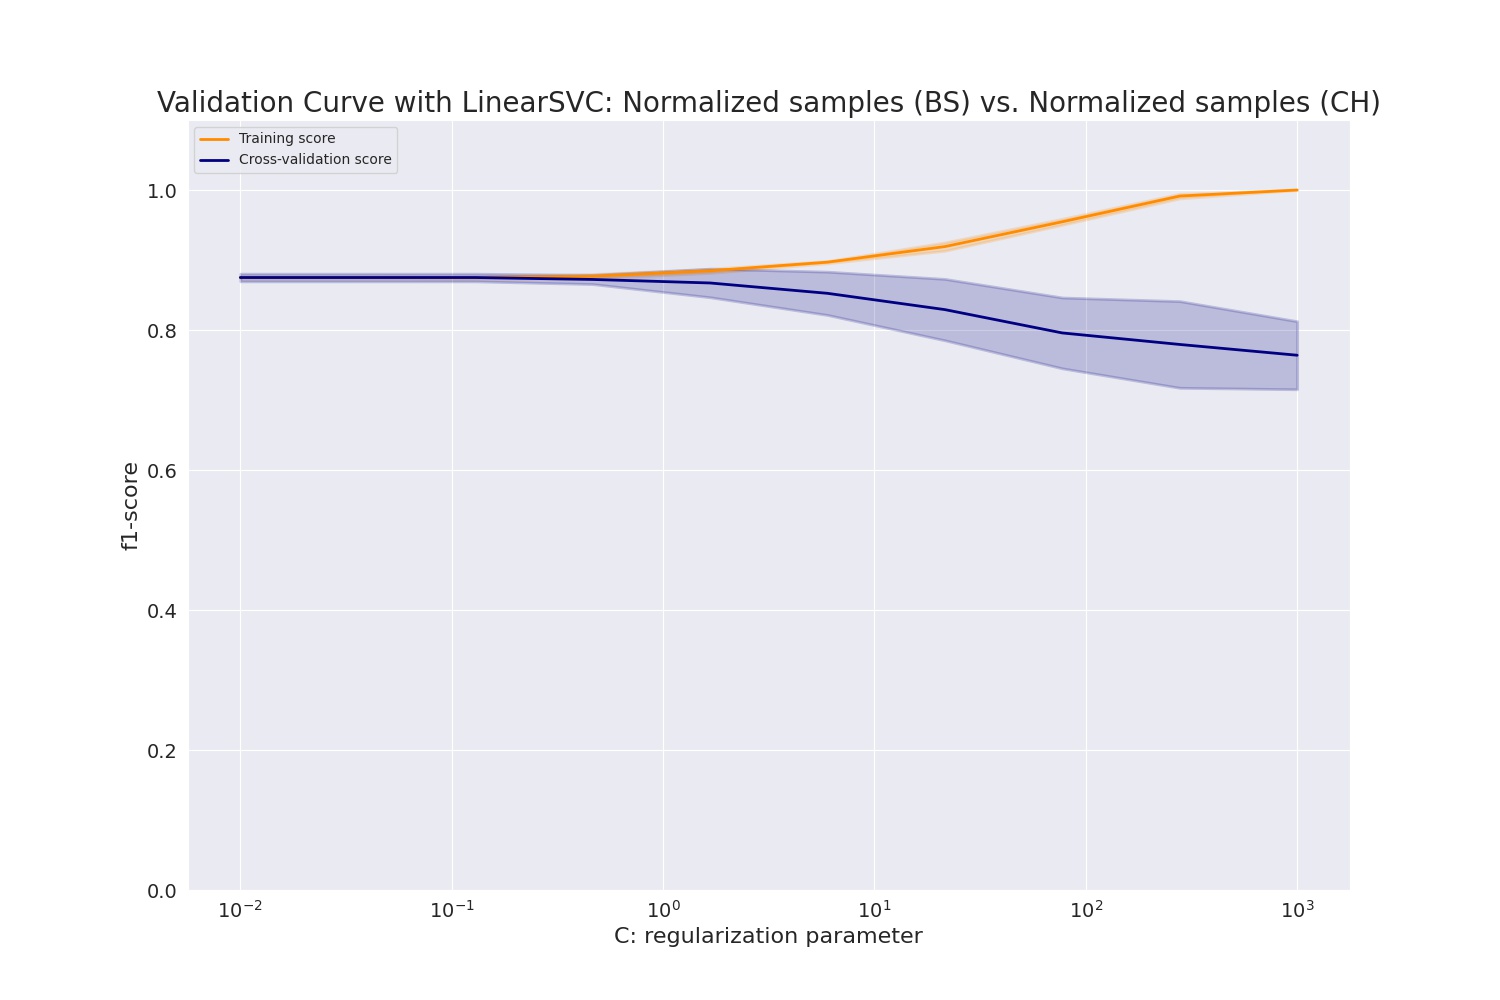 Validation Curve with LinearSVC: Normalized samples (BS) vs. Normalized samples (CH)
Training score
Cross-validation score
1.0
0.8
0.6
0.4
0.2
0.0
f1-score
10⁻² 10⁻¹ 10⁰ 10¹ 10² 10³
C: regularization parameter